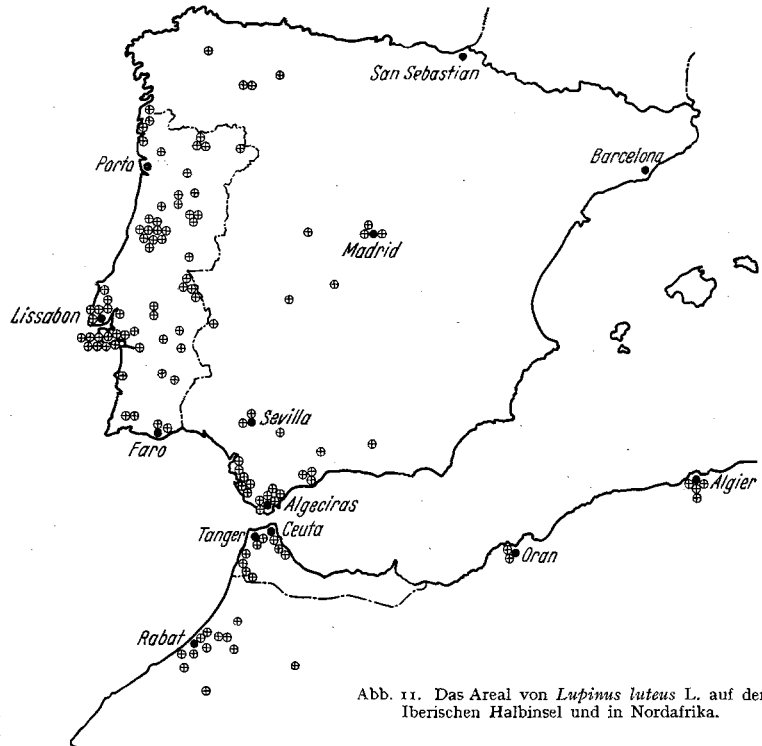 San Sebastian
Barcelona
Porto
Madrid
Lissabon
Sevilla
Faro
Algeciras
Algier
Tanger
Ceuta
Oran
Rabat
Abb. 11. Das Areal von Lupinus luteus L. auf der
Iberischen Halbinsel und in Nordafrika.